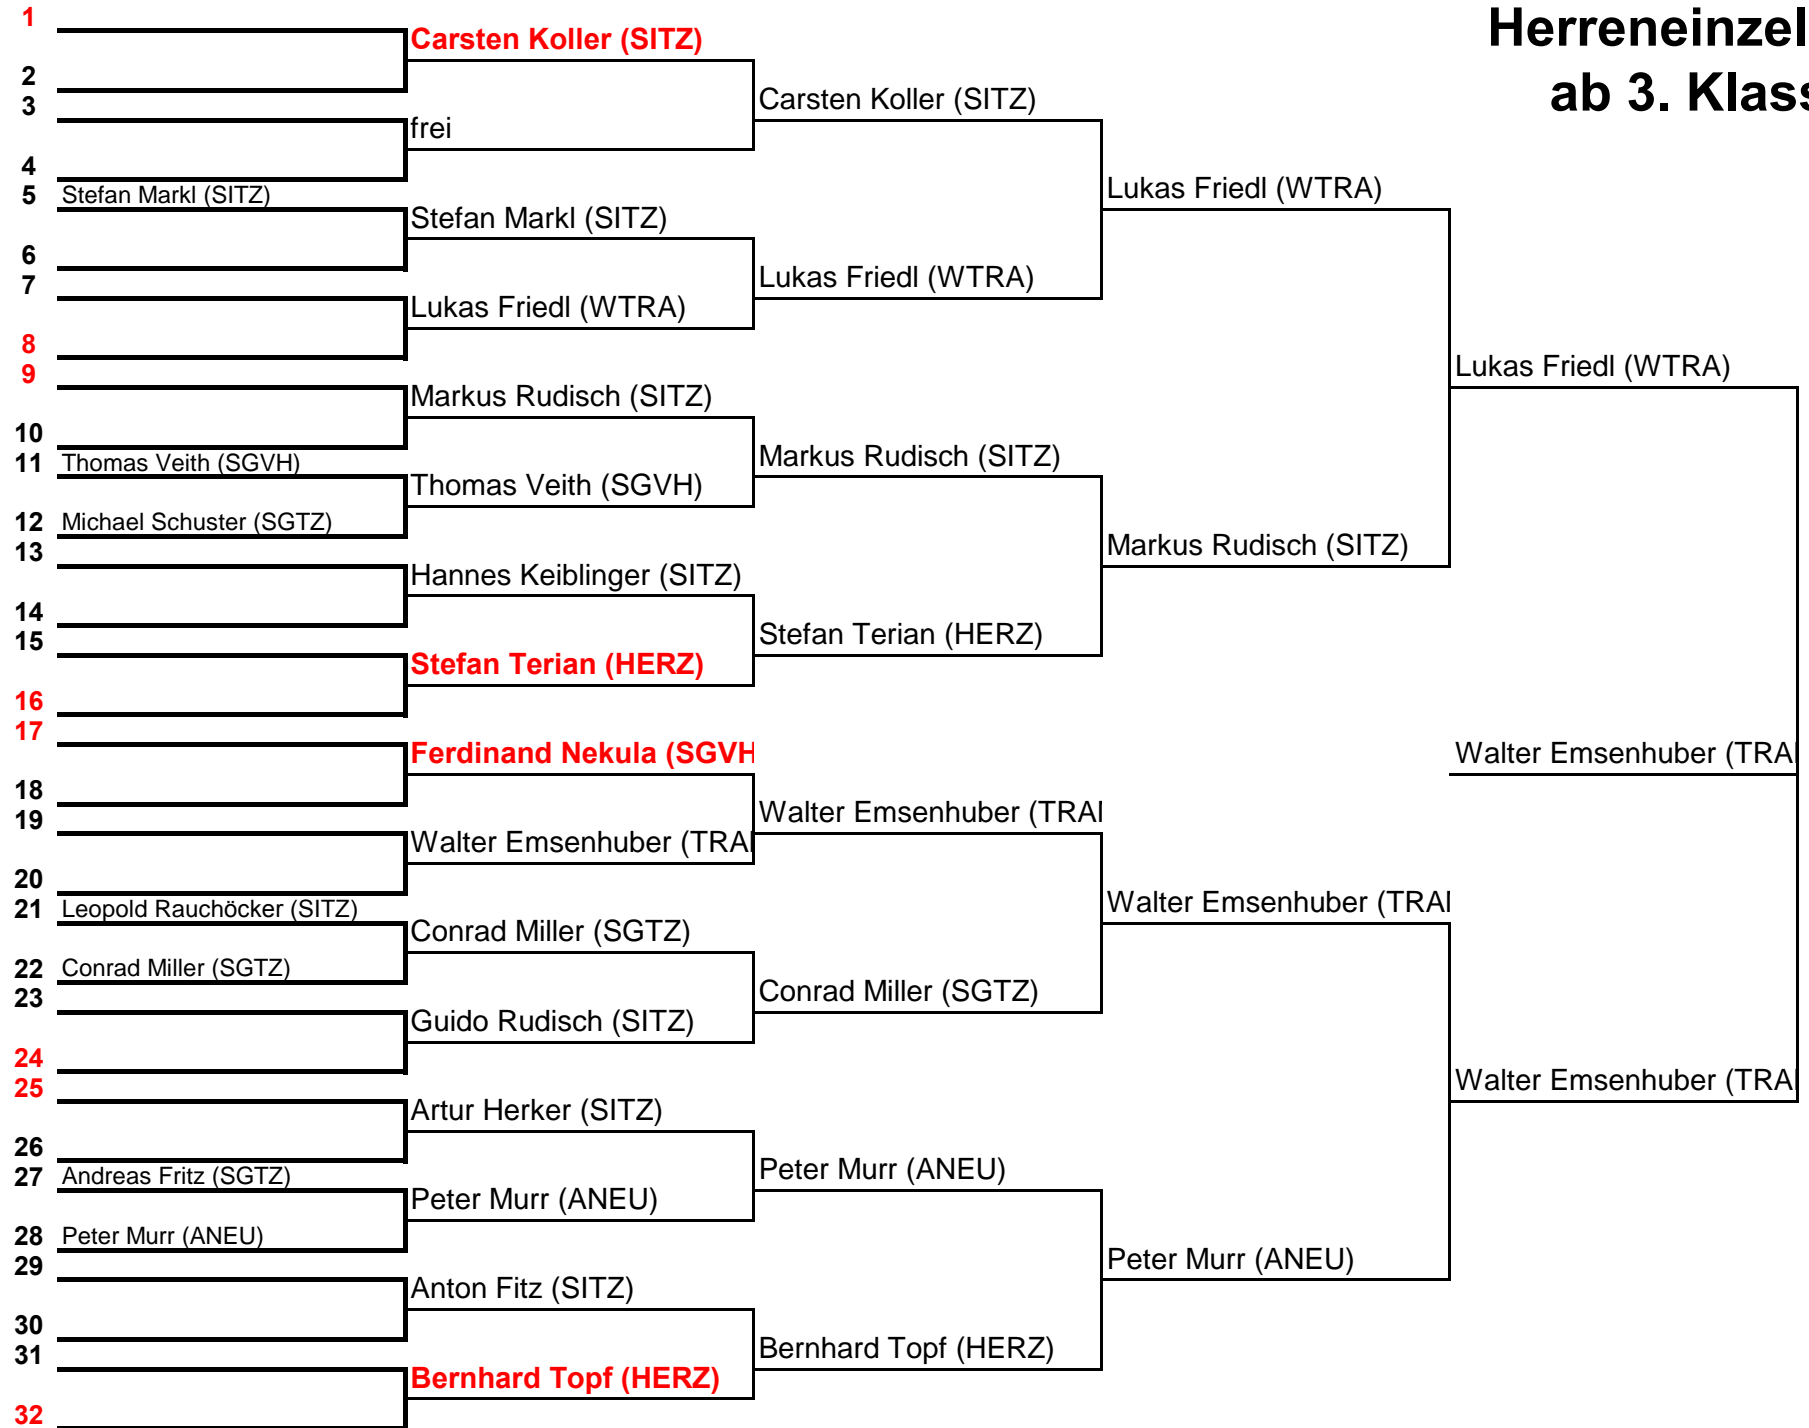 Herreneinzel
ab 3. Klass
1
Carsten Koller (SITZ)
2
3
Carsten Koller (SITZ)
frei
4
5 Stefan Markl (SITZ)
Lukas Friedl (WTRA)
Stefan Markl (SITZ)
6
7
Lukas Friedl (WTRA)
Lukas Friedl (WTRA)
8
9
Lukas Friedl (WTRA)
Markus Rudisch (SITZ)
10
11 Thomas Veith (SGVH)
Markus Rudisch (SITZ)
Thomas Veith (SGVH)
12 Michael Schuster (SGTZ)
13
Markus Rudisch (SITZ)
Hannes Keiblinger (SITZ)
14
15
Stefan Terian (HERZ)
Stefan Terian (HERZ)
16
17
Ferdinand Nekula (SGVH
Walter Emsenhuber (TRA
18
19
Walter Emsenhuber (TRA
Walter Emsenhuber (TRA
20
21 Leopold Rauchöcker (SITZ)
Walter Emsenhuber (TRA
Conrad Miller (SGTZ)
22 Conrad Miller (SGTZ)
23
Conrad Miller (SGTZ)
Guido Rudisch (SITZ)
24
25
Walter Emsenhuber (TRA
Artur Herker (SITZ)
26
27 Andreas Fritz (SGTZ)
Peter Murr (ANEU)
Peter Murr (ANEU)
28 Peter Murr (ANEU)
29
Peter Murr (ANEU)
Anton Fitz (SITZ)
30
31
Bernhard Topf (HERZ)
Bernhard Topf (HERZ)
32